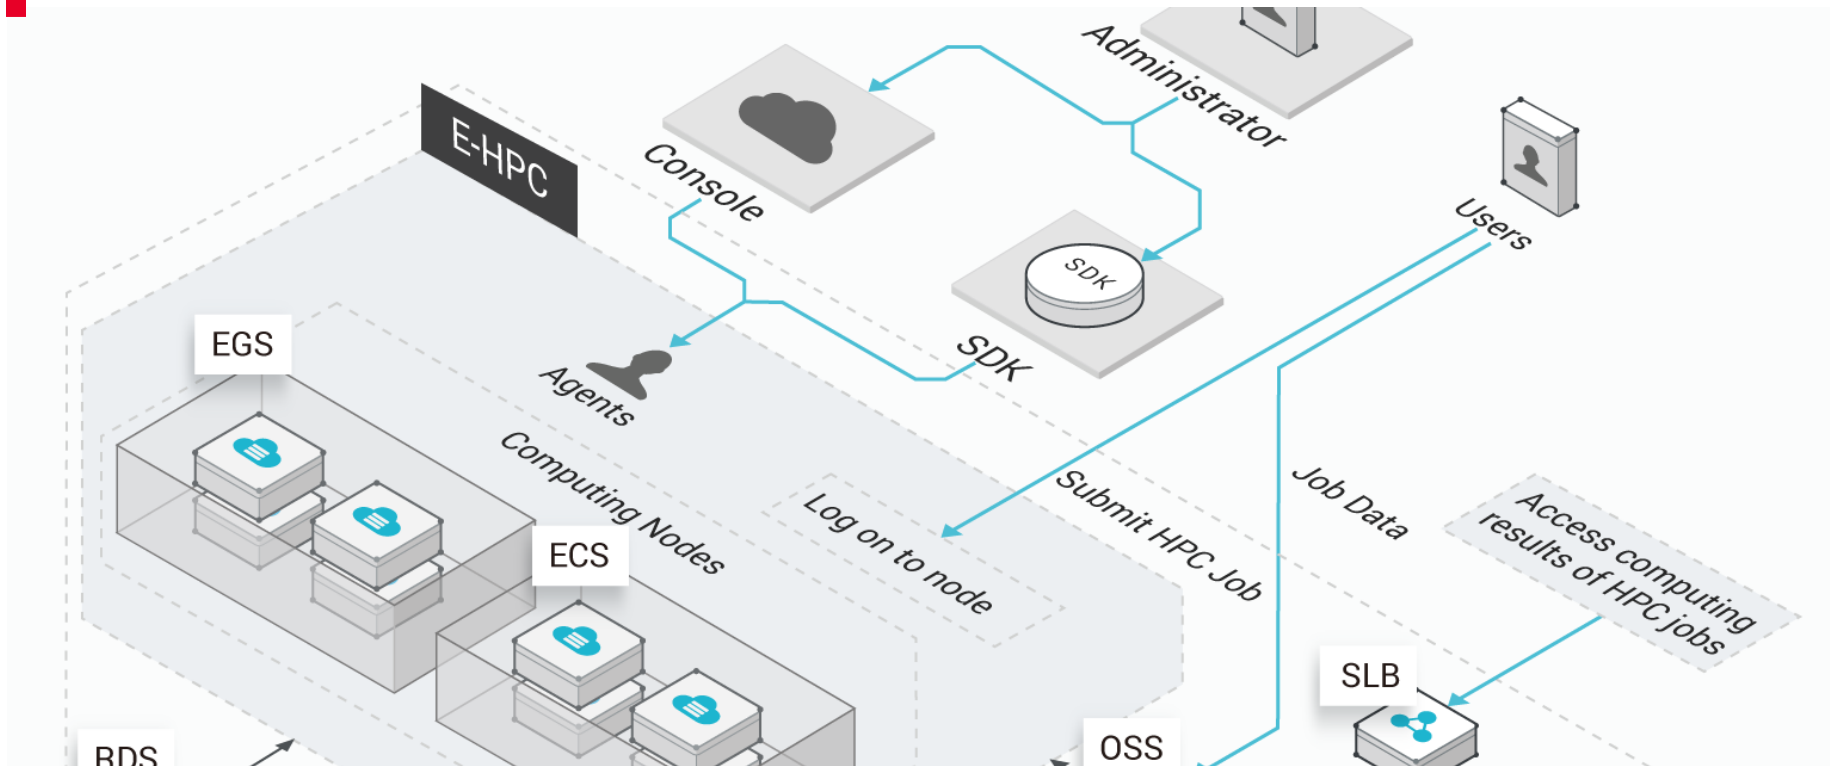 Administrator
E-HPC
Console
Users
SDK
SDK
EGS
Agents
Computing Nodes
Log on to node
Submit HPC Job
Job Data
Access computing
results of HPC jobs
ECS
SLB
OSS
RDS